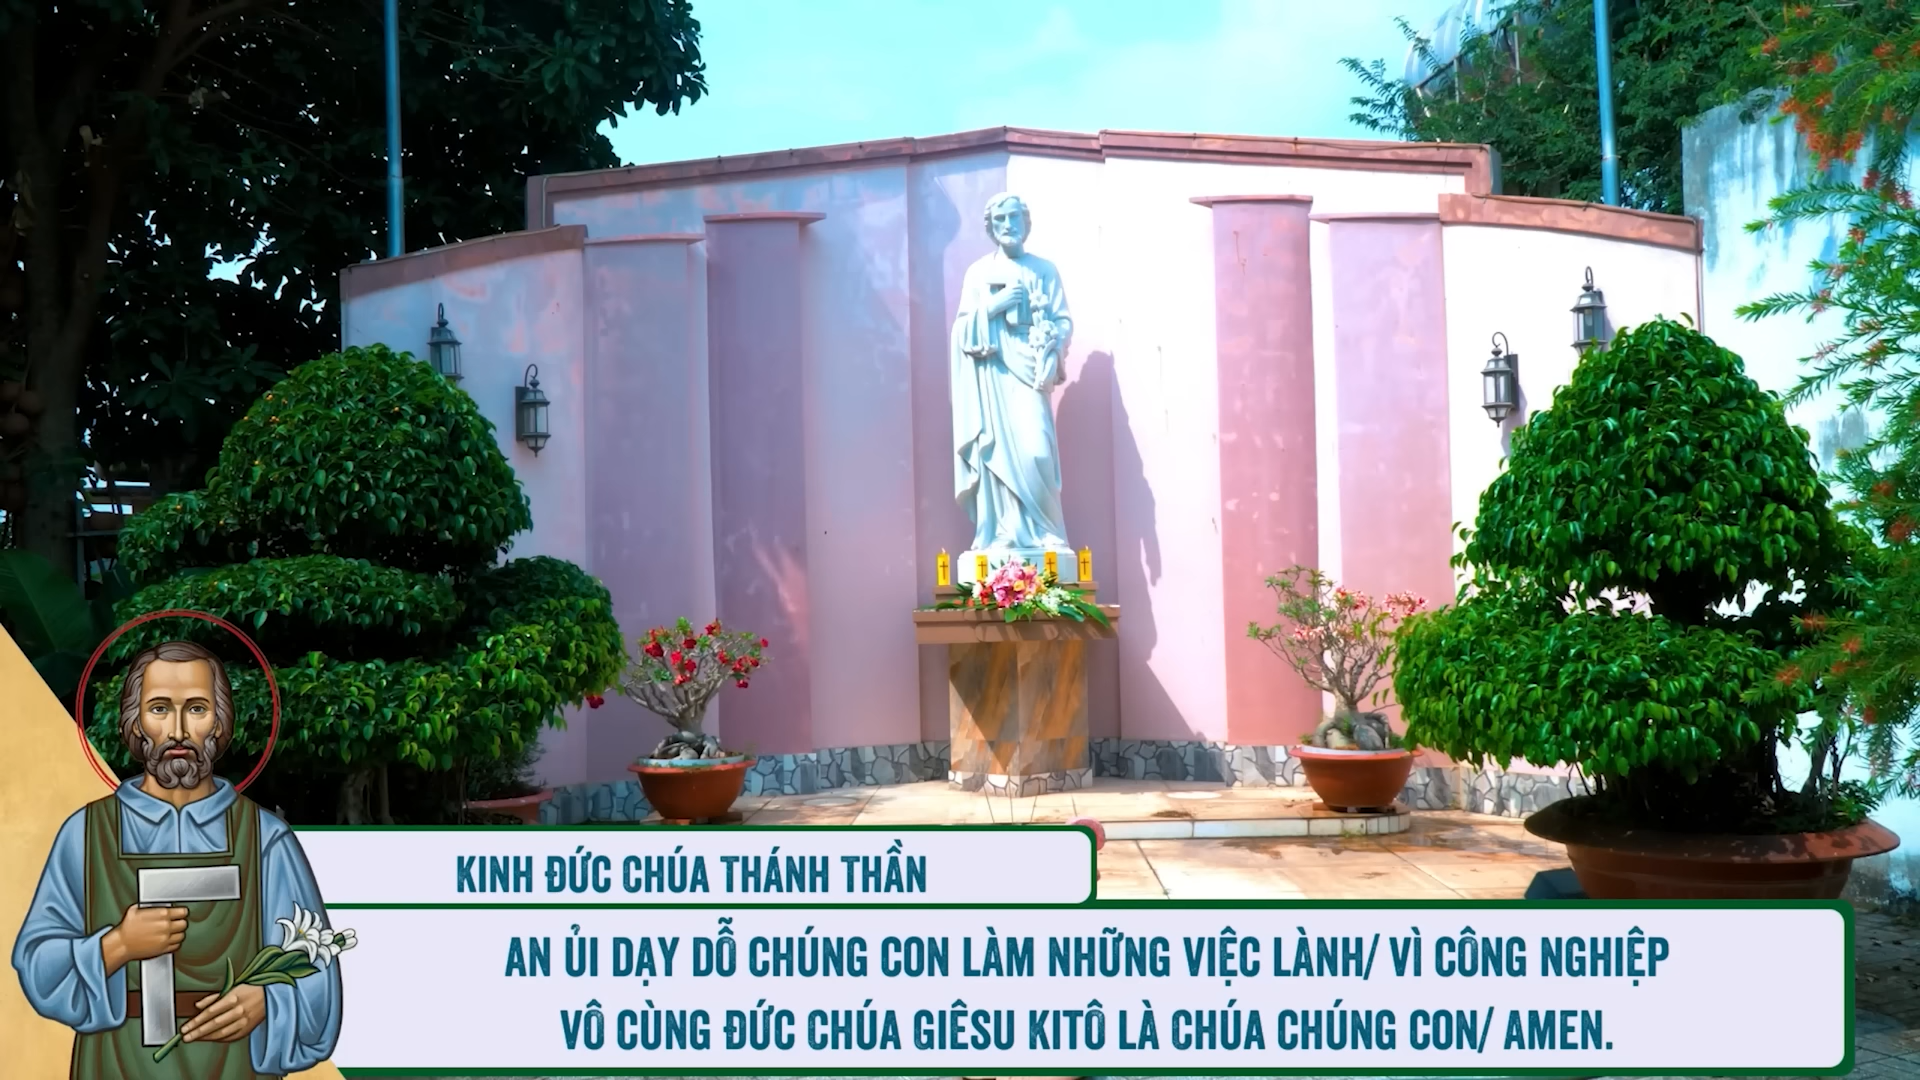 KINH ĐỨC CHÚA THÁNH THẦN
AN ỦI DẠY DỖ CHÚNG CON LÀM NHỮNG VIỆC LÀNH/ VÌ CÔNG NGHIỆP
VÔ CÙNG ĐỨC CHÚA GIÊSU KITÔ LÀ CHÚA CHÚNG CON/ AMEN.